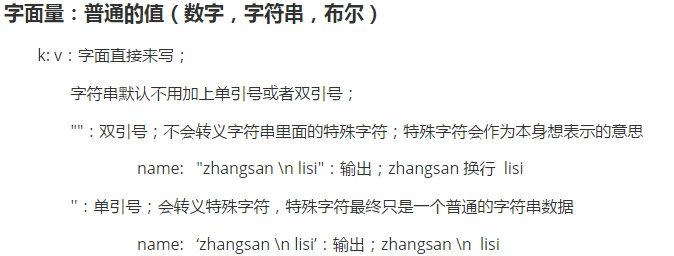 字面量：普通的值（数字，字符串，布尔）
k: v：字面直接来写；
字符串默认不用加上单引号或者双引号；
""：双引号；不会转义字符串里面的特殊字符；特殊字符会作为本身想表示的意思
name: "zhangsan \n lisi"：输出；zhangsan 换行 lisi
''：单引号；会转义特殊字符，特殊字符最终只是一个普通的字符串数据
name: ‘zhangsan \n lisi’：输出；zhangsan \n lisi